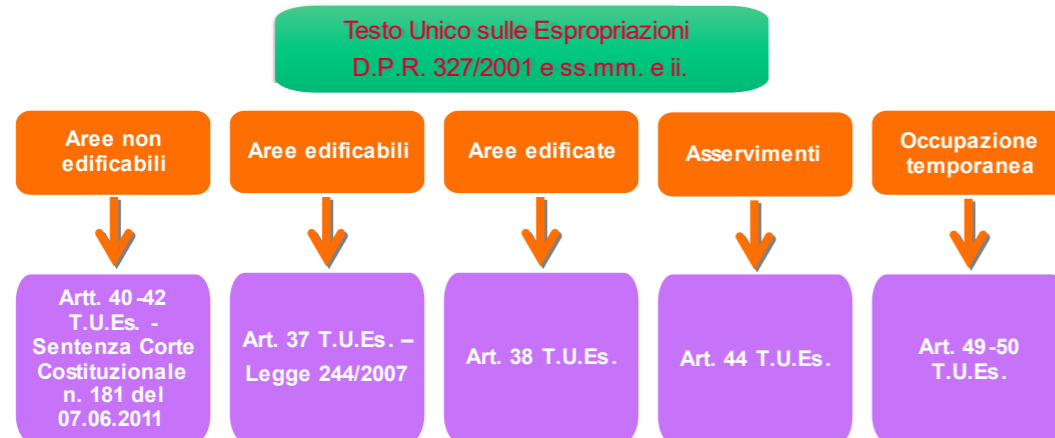 Testo Unico sulle Espropriazioni
D.P.R. 327/2001 e ss.mm. e ii.
Aree non
edificabili
Aree edificabili
Aree edificate
Asservimenti
Occupazione
temporanea
Artt. 40-42
T.U.Es. -
Sentenza Corte
Costituzionale
n. 181 del
07.06.2011
Art. 37 T.U.Es. –
Legge 244/2007
Art. 38 T.U.Es.
Art. 44 T.U.Es.
Art. 49-50
T.U.Es.